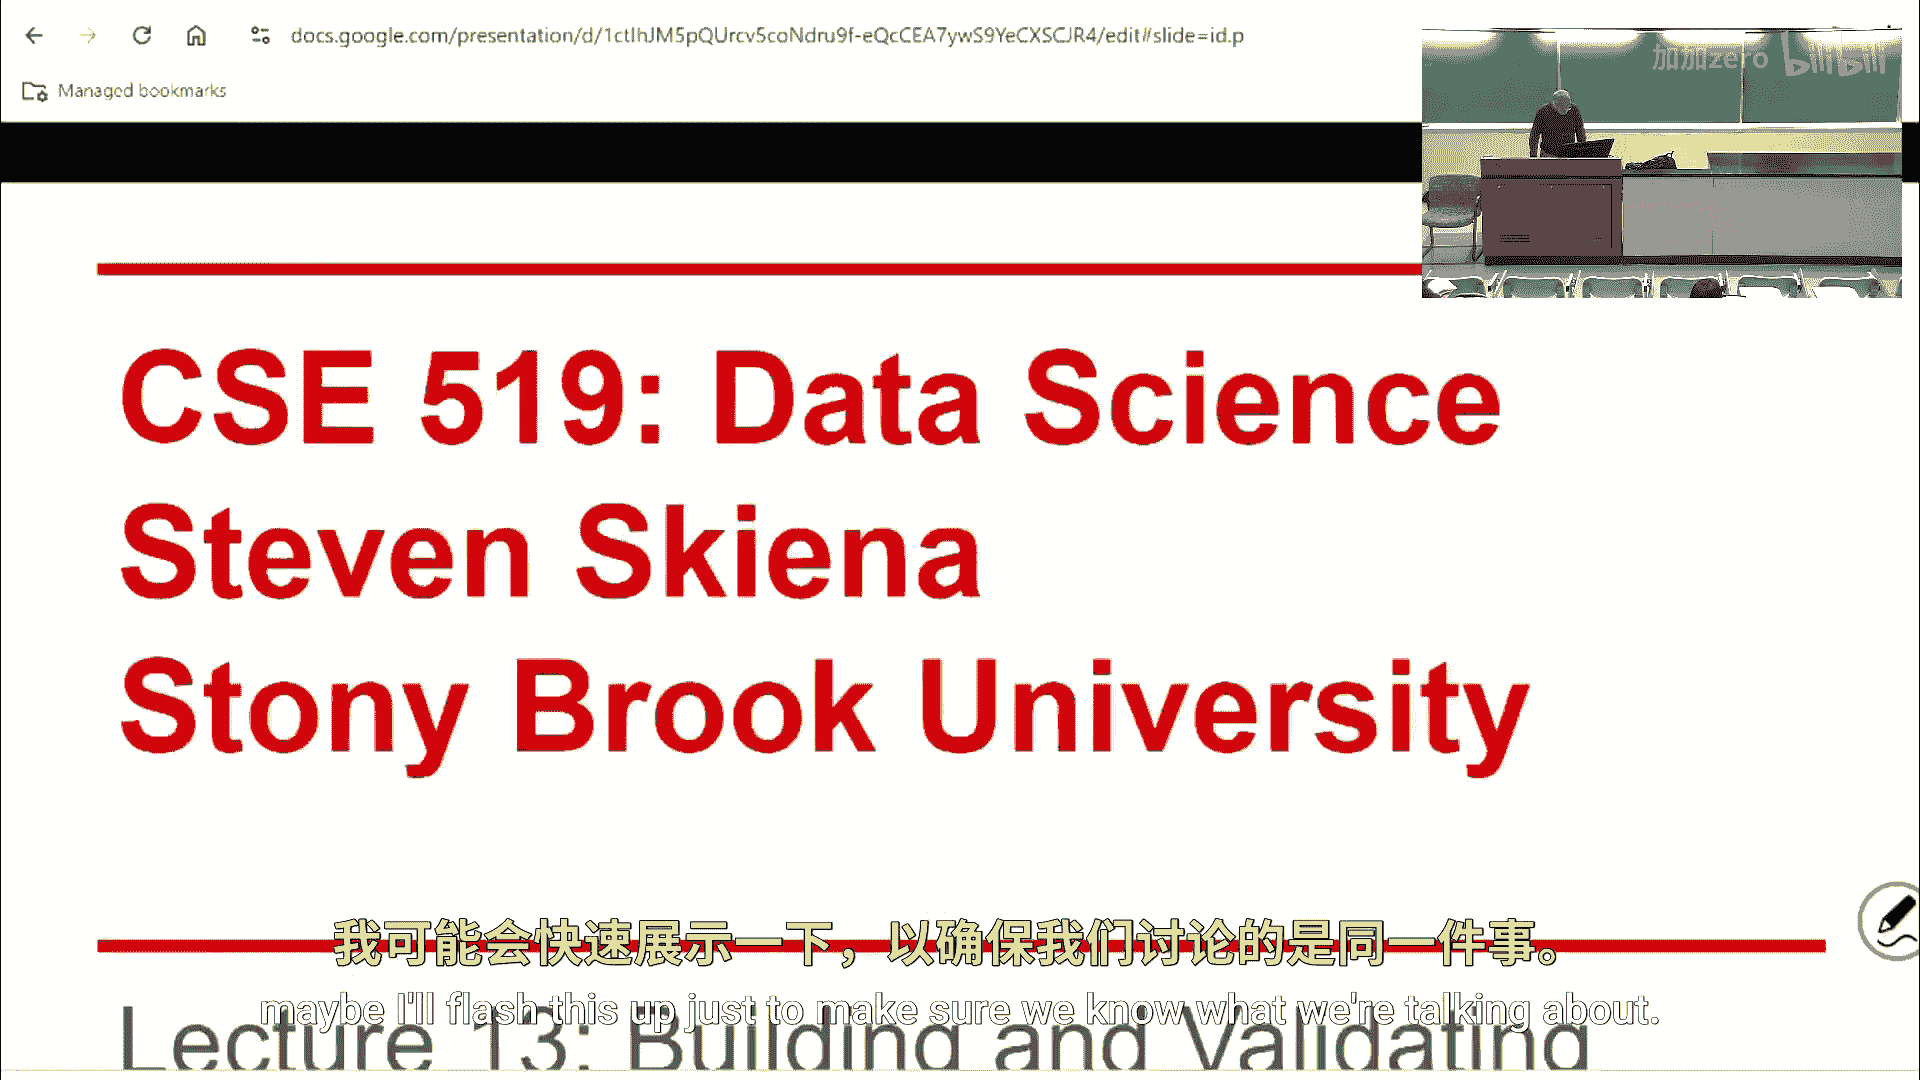 docs.google.com/presentation/d/1ctlhJM5pQUrcv5coNdru9f-eQcCEA7ywS9YeCXSCJR4/edit#slide=id.p
Managed bookmarks
加加zero bilibili
CSE 519: Data Science
Steven Skiena
Stony Brook University
我可能会快速展示一下，以确保我们讨论的是同一件事。
maybe I'll flash this up just to make sure we know what we're talking about.
Lecture 13: Building and Validating